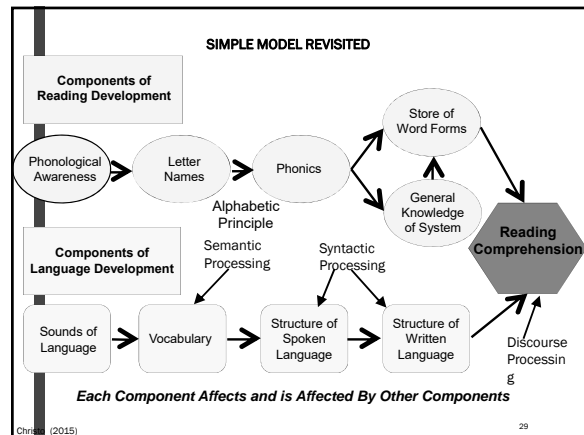 SIMPLE MODEL REVISITED
Components of
Reading Development
Store of
Word Forms
Phonological
Awareness
Letter
Names
Phonics
Alphabetic
Principle
General
Knowledge
of System
Reading
Comprehension
Components of
Language Development
Semantic
Processing
Syntactic
Processing
Sounds of
Language
Vocabulary
Structure of
Spoken
Language
Structure of
Written
Language
Discourse
Processin
g
Each Component Affects and is Affected By Other Components
Christo (2015)
29